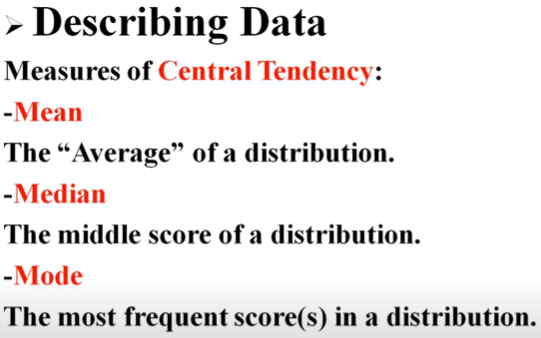 ➢ Describing Data
Measures of Central Tendency:
-Mean
The “Average” of a distribution.
-Median
The middle score of a distribution.
-Mode
The most frequent score(s) in a distribution.